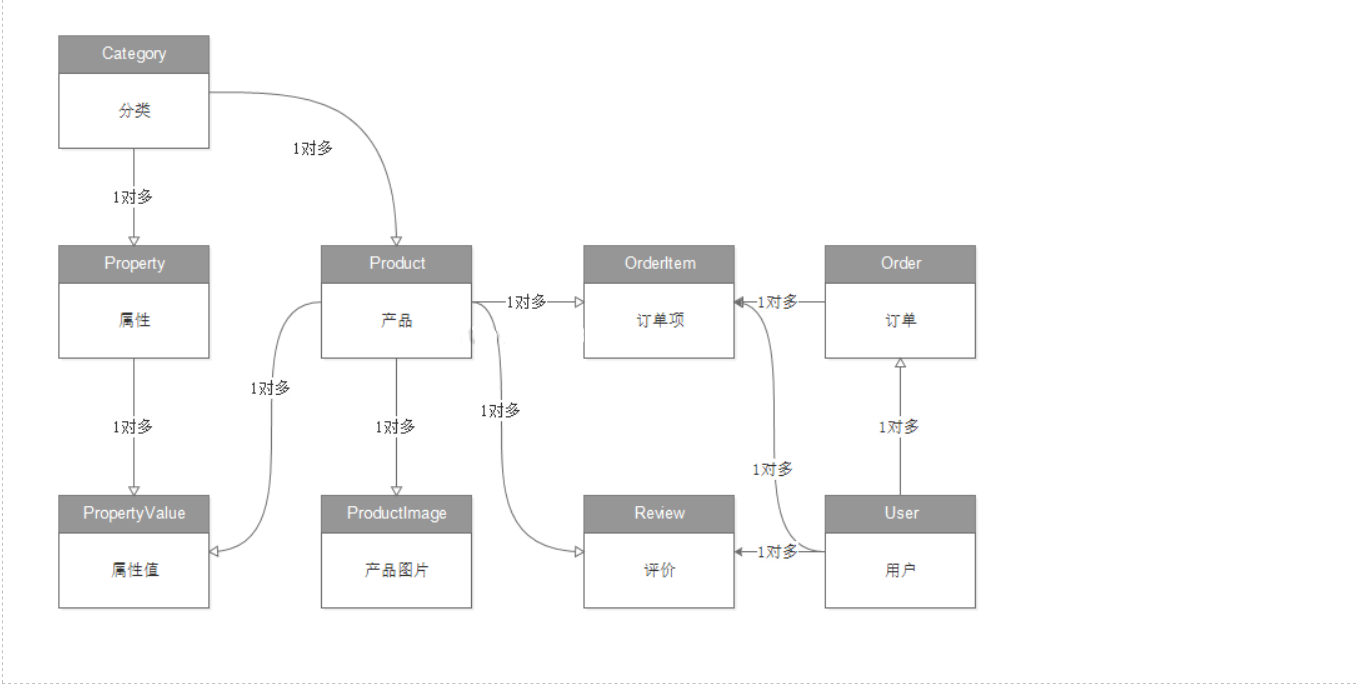 Category
分类
1对多
1对多
Property
属性
Product
产品
1对多
OrderItem
订单项
1对多
Order
订单
1对多
1对多
1对多
1对多
1对多
1对多
PropertyValue
属性值
ProductImage
产品图片
Review
评价
1对多
User
用户